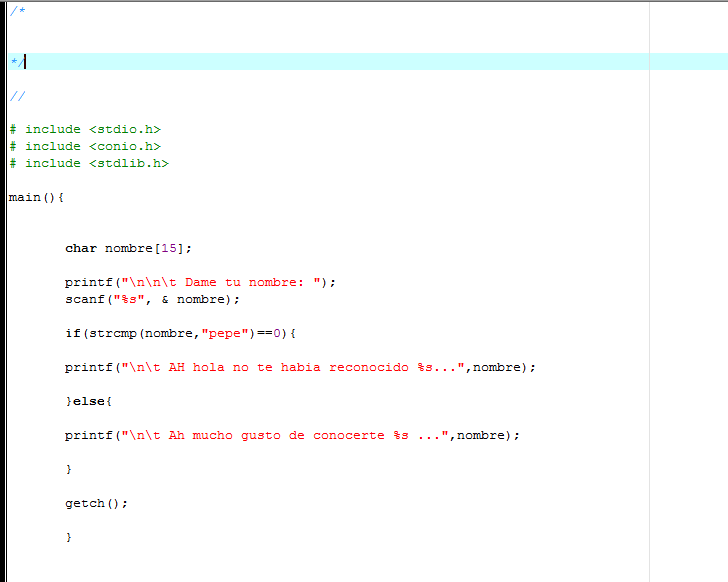 /*
*/
//
# include <stdio.h>
# include <conio.h>
# include <stdlib.h>
main(){
char nombre[15];
printf("\n\n\t Dame tu nombre: ");
scanf("%s", & nombre);
if(strcmp(nombre,"pepe")==0){
printf("\n\t AH hola no te habia reconocido %s...",nombre);
}else{
printf("\n\t Ah mucho gusto de conocerte %s ...",nombre);
}
getch();
}